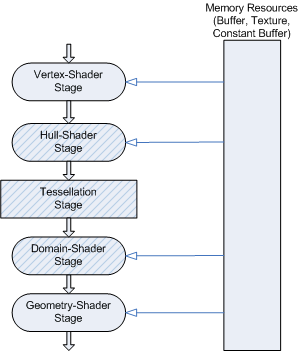 Memory Resources
(Buffer, Texture,
Constant Buffer)
Vertex-Shader
Stage
Hull-Shader
Stage
Tessellation
Stage
Domain-Shader
Stage
Geometry-Shader
Stage